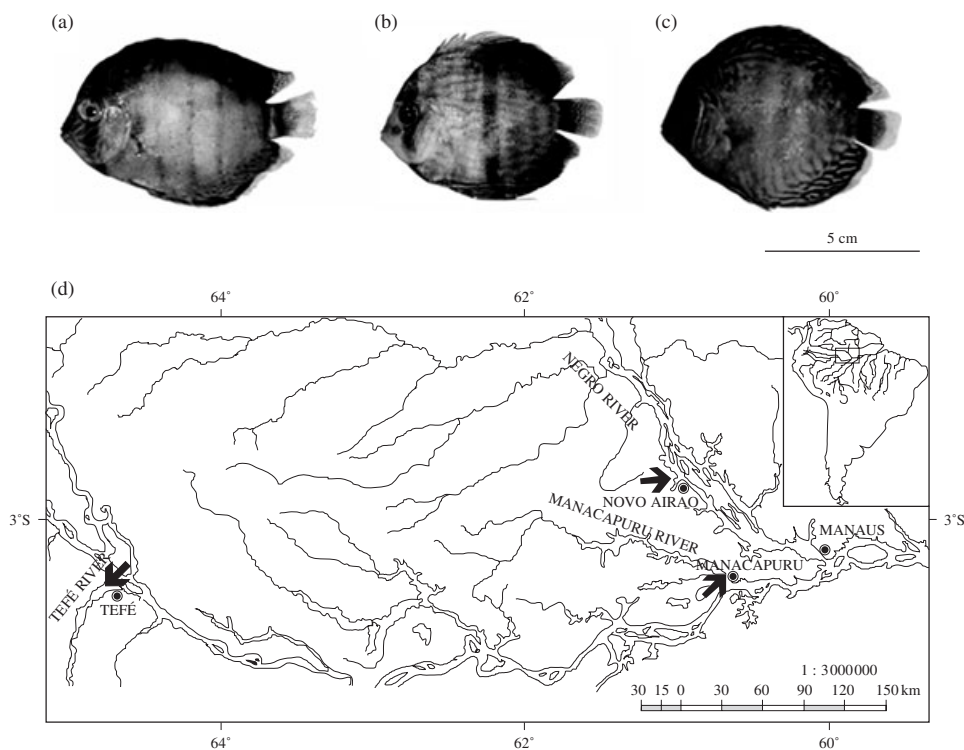 (a)
(b)
(c)
5 cm
(d)
64°
62°
60°
NEGRO RIVER
NOVO AIRAO
3°S
3°S
MANACAPURU RIVER
MANAUS
MANACAPURU
TEFÉ RIVER
TEFÉ
1 : 3000000
30 15 0 30 60 90 120 150 km
64°
62°
60°